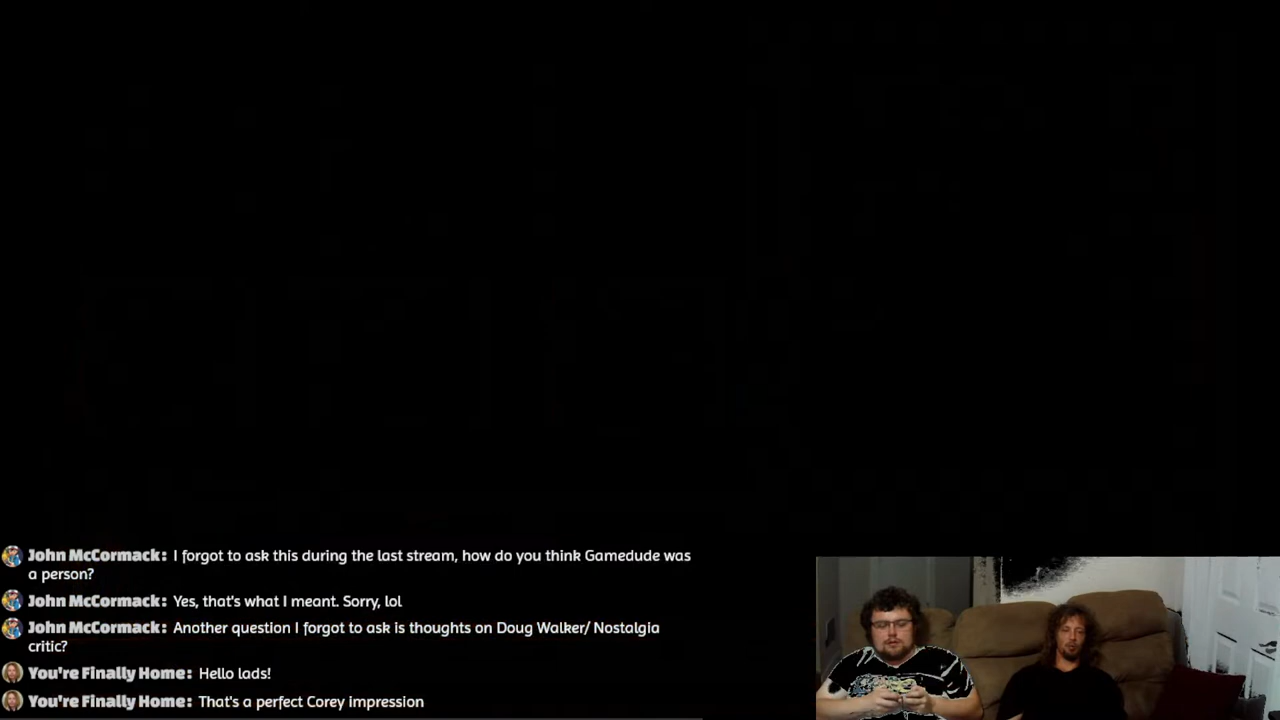 John McCormack: I forgot to ask this during the last stream, how do you think Gamedude was
a person?
John McCormack: Yes, that's what I meant. Sorry, lol
John McCormack: Another question I forgot to ask is thoughts on Doug Walker/ Nostalgia
critic?
You're Finally Home: Hello lads!
You're Finally Home: That's a perfect Corey impression